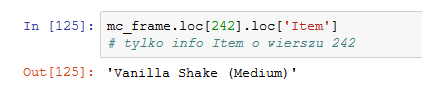 In [125]: mc_frame.loc[242].loc['Item']
# tylko info Item o wierszu 242
Out[125]: 'Vanilla Shake (Medium)'